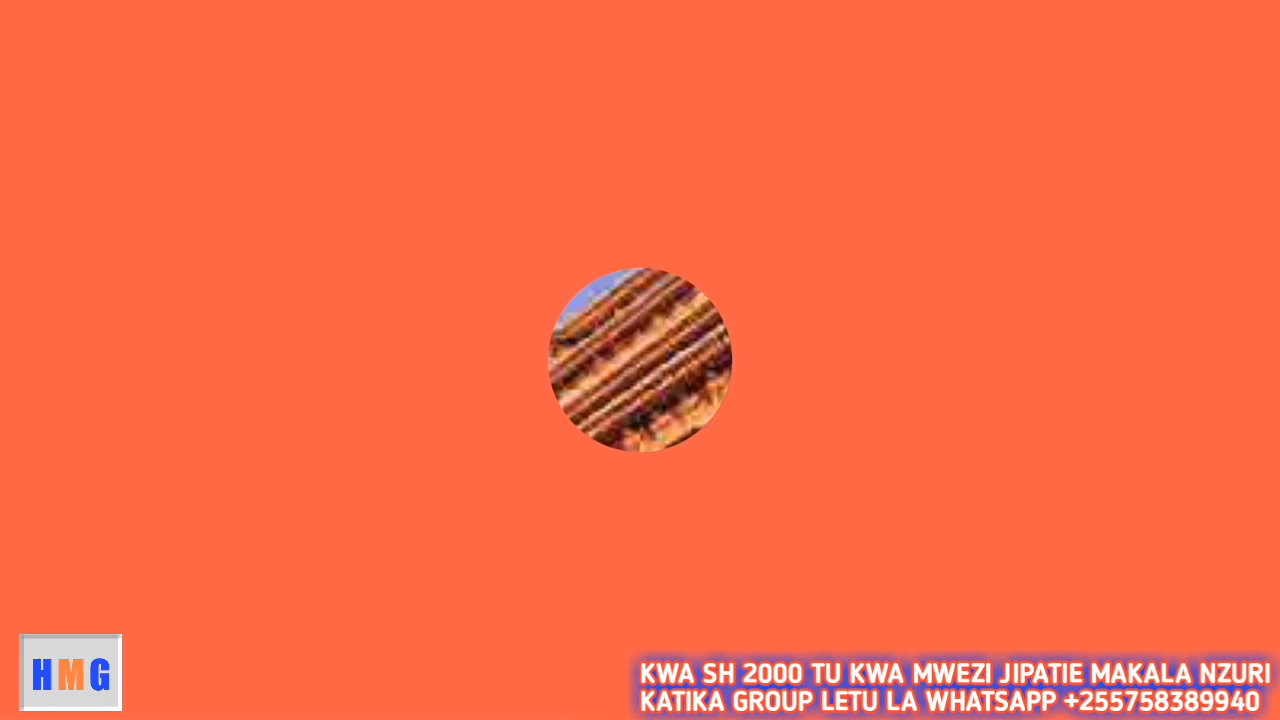 HMG
KWA SH 2000 TU KWA MWEZI JIPATIE MAKALA NZURI
KATIKA GROUP LETU LA WHATSAPP +255758389940